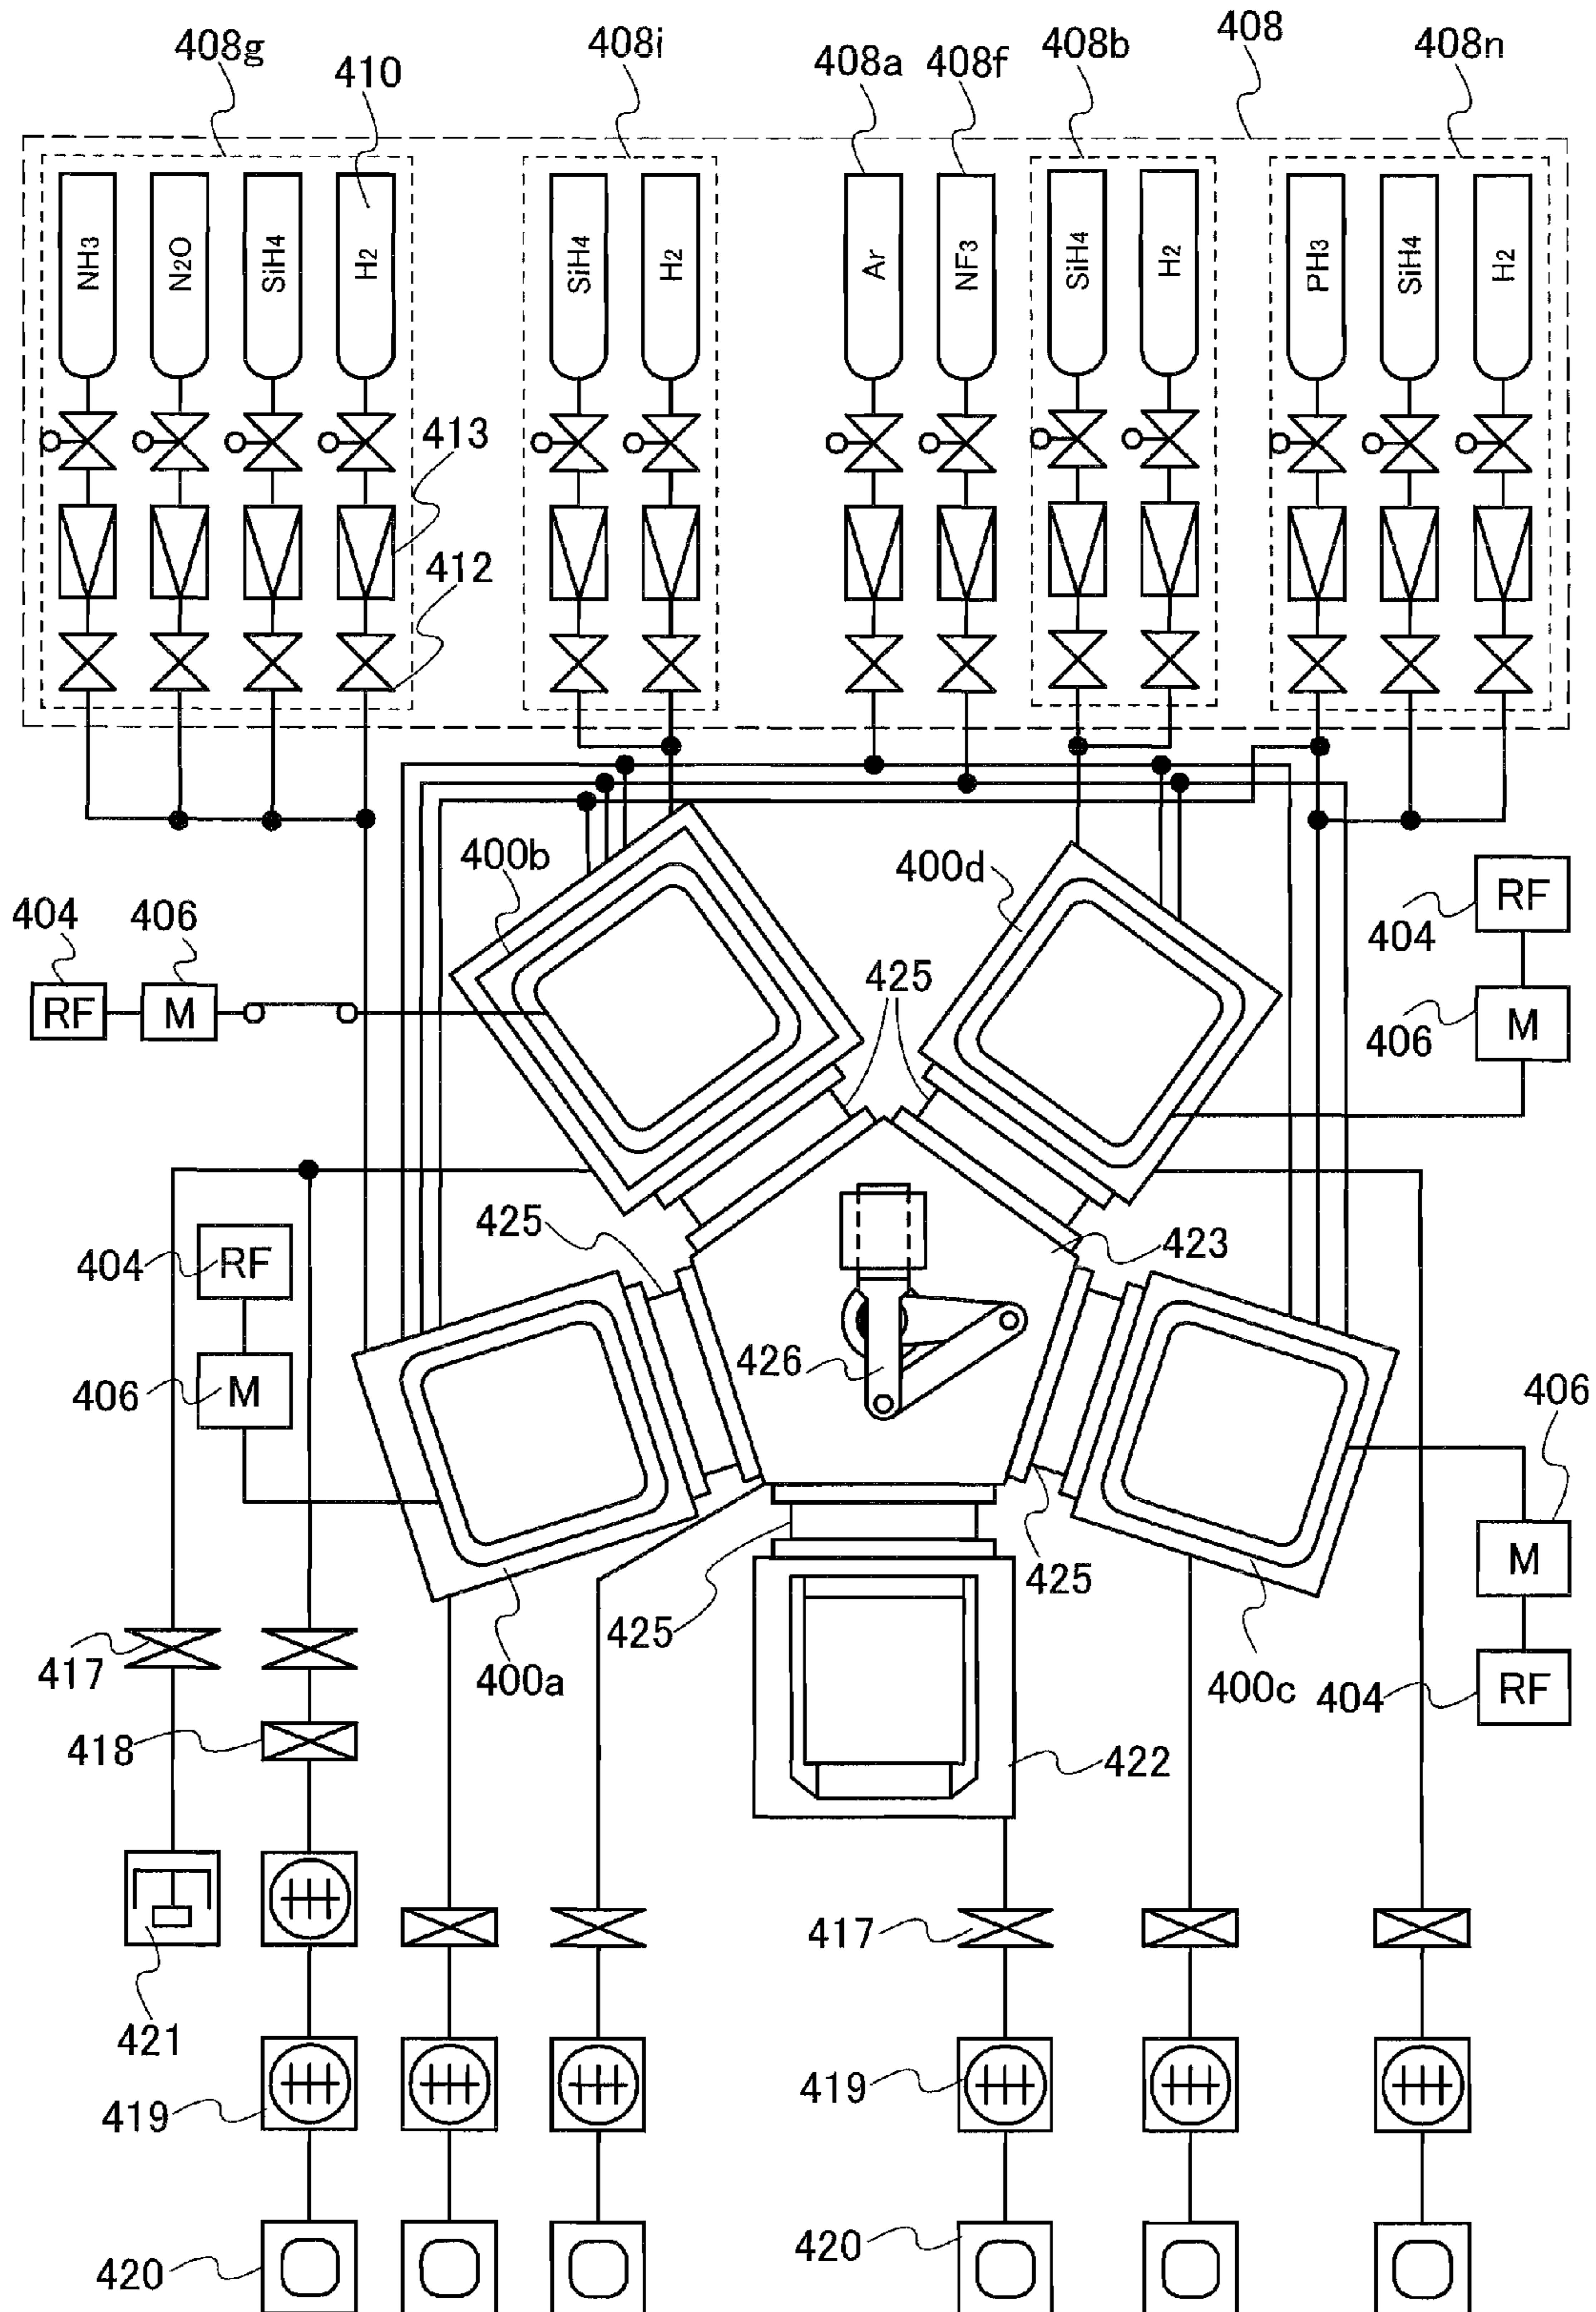 408g
410
408i
408a
408f
408b
408
408n
NH3
N2O
SiH4
H2
SiH4
H2
Ar
NF3
SiH4
H2
PH3
SiH4
H2
413
412
400b
400d
404
406
RF
M
425
RF
404
M
406
425
423
404
RF
406
M
426
406
M
425
425
417
400a
400c
404
RF
418
422
417
421
419
419
420
420